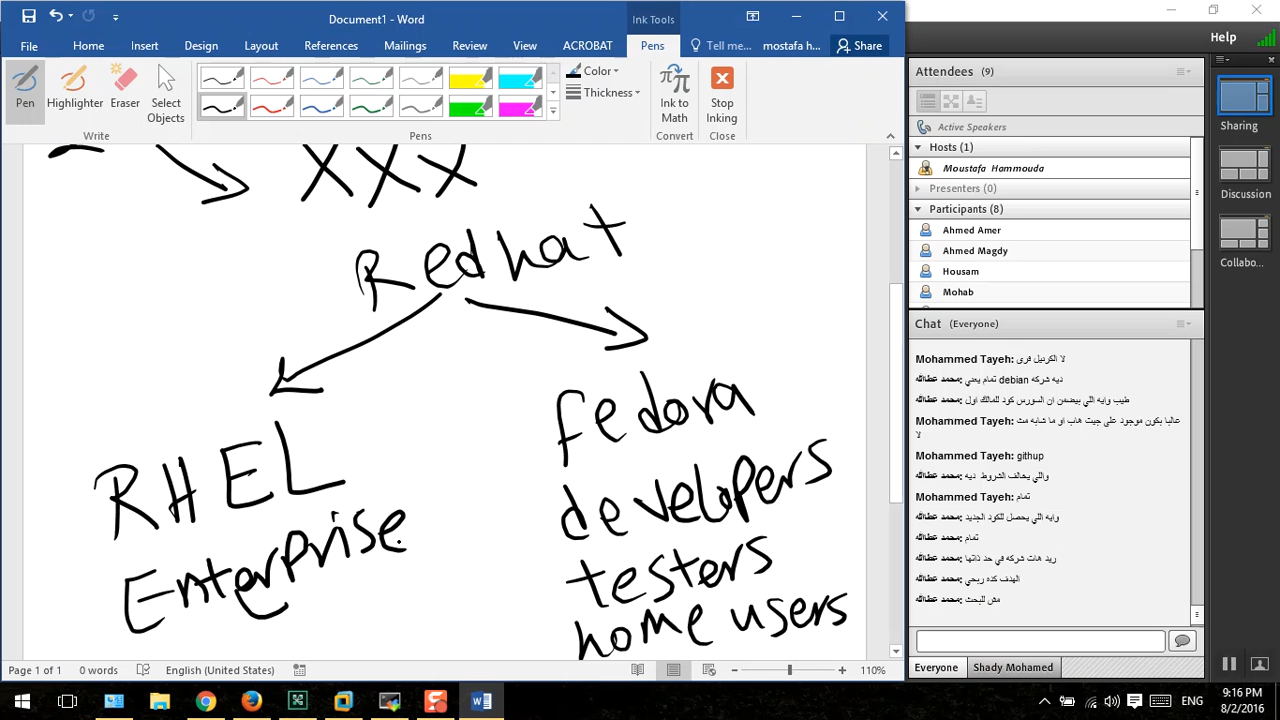 Document1 - Word
Ink Tools
Help
File
Home
Insert
Design
Layout
References
Mailings
Review
View
ACROBAT
Pens
Tell me...
mostafa h...
Share
Pen
Highlighter
Eraser
Select
Objects
Color
Thickness
Ink to
Math
Stop
Inking
Write
Pens
Convert
Close
XXX
Redhat
RHEL
Enterprise
fedora
developers
testers
home users
Page 1 of 1
0 words
English (United States)
110%
Attendees (9)
Active Speakers
Hosts (1)
Moustafa Hammouda
Presenters (0)
Participants (8)
Ahmed Amer
Ahmed Magdy
Housam
Mohab
Sharing
Discussion
Collabo...
Chat (Everyone)
Mohammed Tayeh: لا الكرنيل فرى
محمد عطاالله: ديه شركه debian تمام يعني
محمد عطاالله: طيب وايه اللي بيضمن ان السورس كود للمالك اول
Mohammed Tayeh: غالبا بكون موجود علي جيت هاب او ما شابه مث
لا
Mohammed Tayeh: githup
محمد عطاالله: واللي يخالف الشروط ديه
Mohammed Tayeh: تمام
محمد عطاالله: وايه اللي يحصل للكود الجديد
محمد عطاالله: تمام
محمد عطاالله: ريد هات شركه في حد ذاتها
محمد عطاالله: الهدف كده ربحي
محمد عطاالله: مش للبحث
Everyone
Shady Mohamed
ENG
9:16 PM
8/2/2016